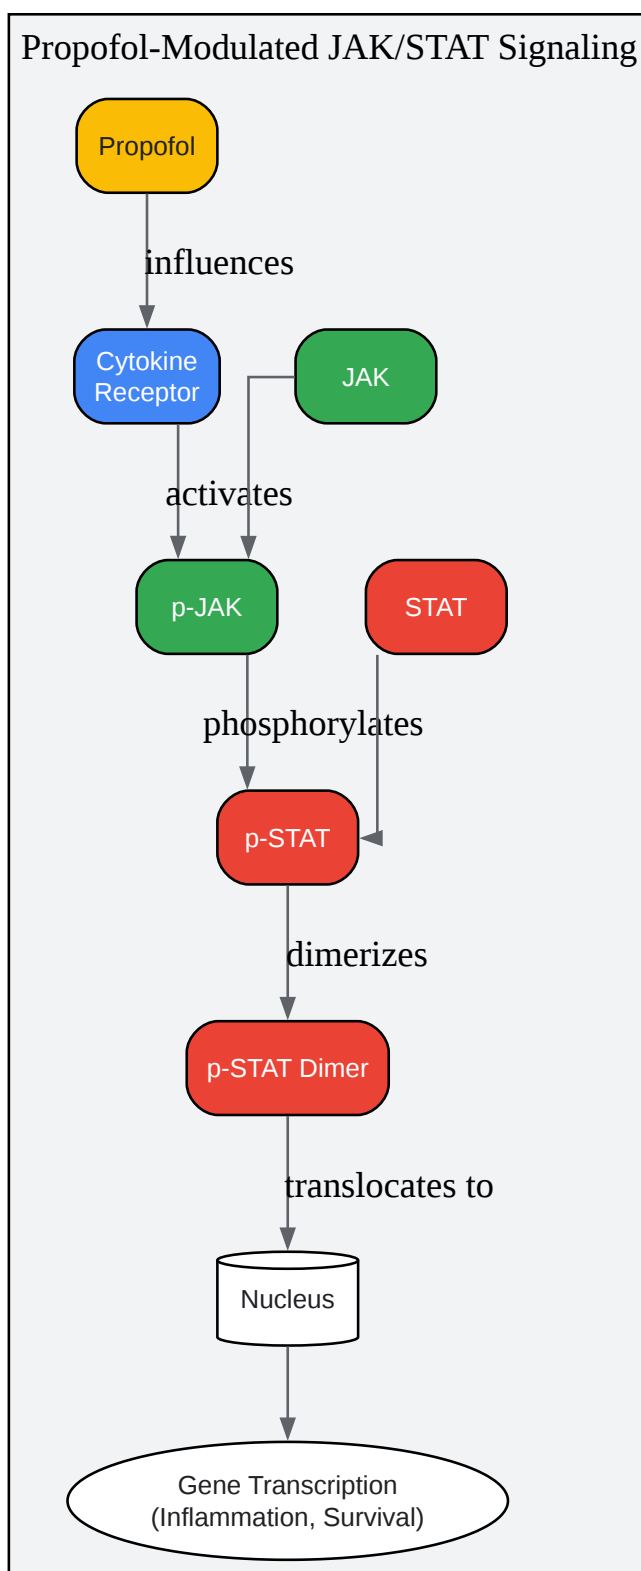 Propofol-Modulated JAK/STAT Signaling
Propofol
influences
Cytokine
Receptor
JAK
activates
p-JAK
STAT
phosphorylates
p-STAT
dimerizes
p-STAT Dimer
translocates to
Nucleus
Gene Transcription
(Inflammation, Survival)